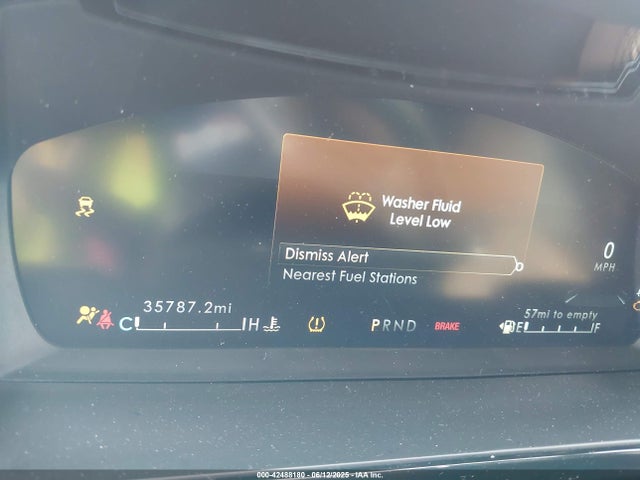 Washer Fluid
Level Low
Dismiss Alert
Nearest Fuel Stations
0
MPH
35787.2mi
C H
PRND
BRAKE
57mi to empty
E F
000-42488180 - 06/12/2025 - IAA Inc.